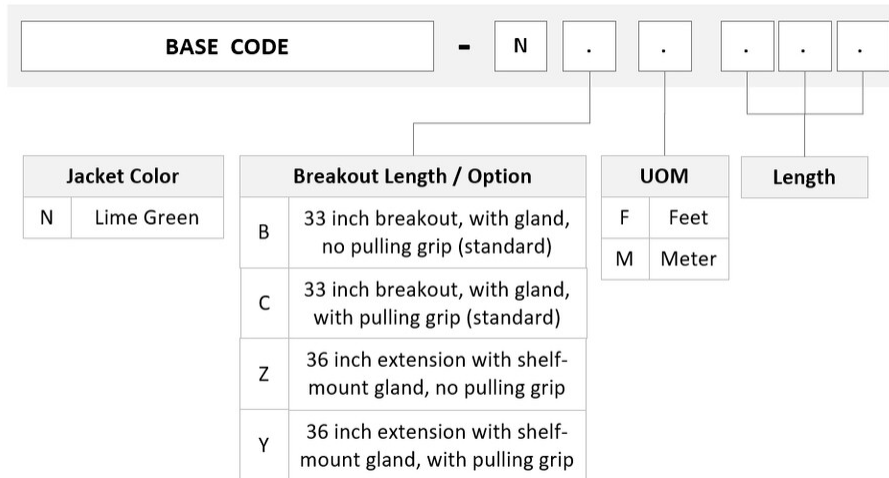 BASE CODE - N . . . . .
Jacket Color
N Lime Green
Breakout Length / Option
B 33 inch breakout, with gland,
no pulling grip (standard)
C 33 inch breakout, with gland,
with pulling grip (standard)
Z 36 inch extension with shelf-
mount gland, no pulling grip
Y 36 inch extension with shelf-
mount gland, with pulling grip
UOM
F Feet
M Meter
Length